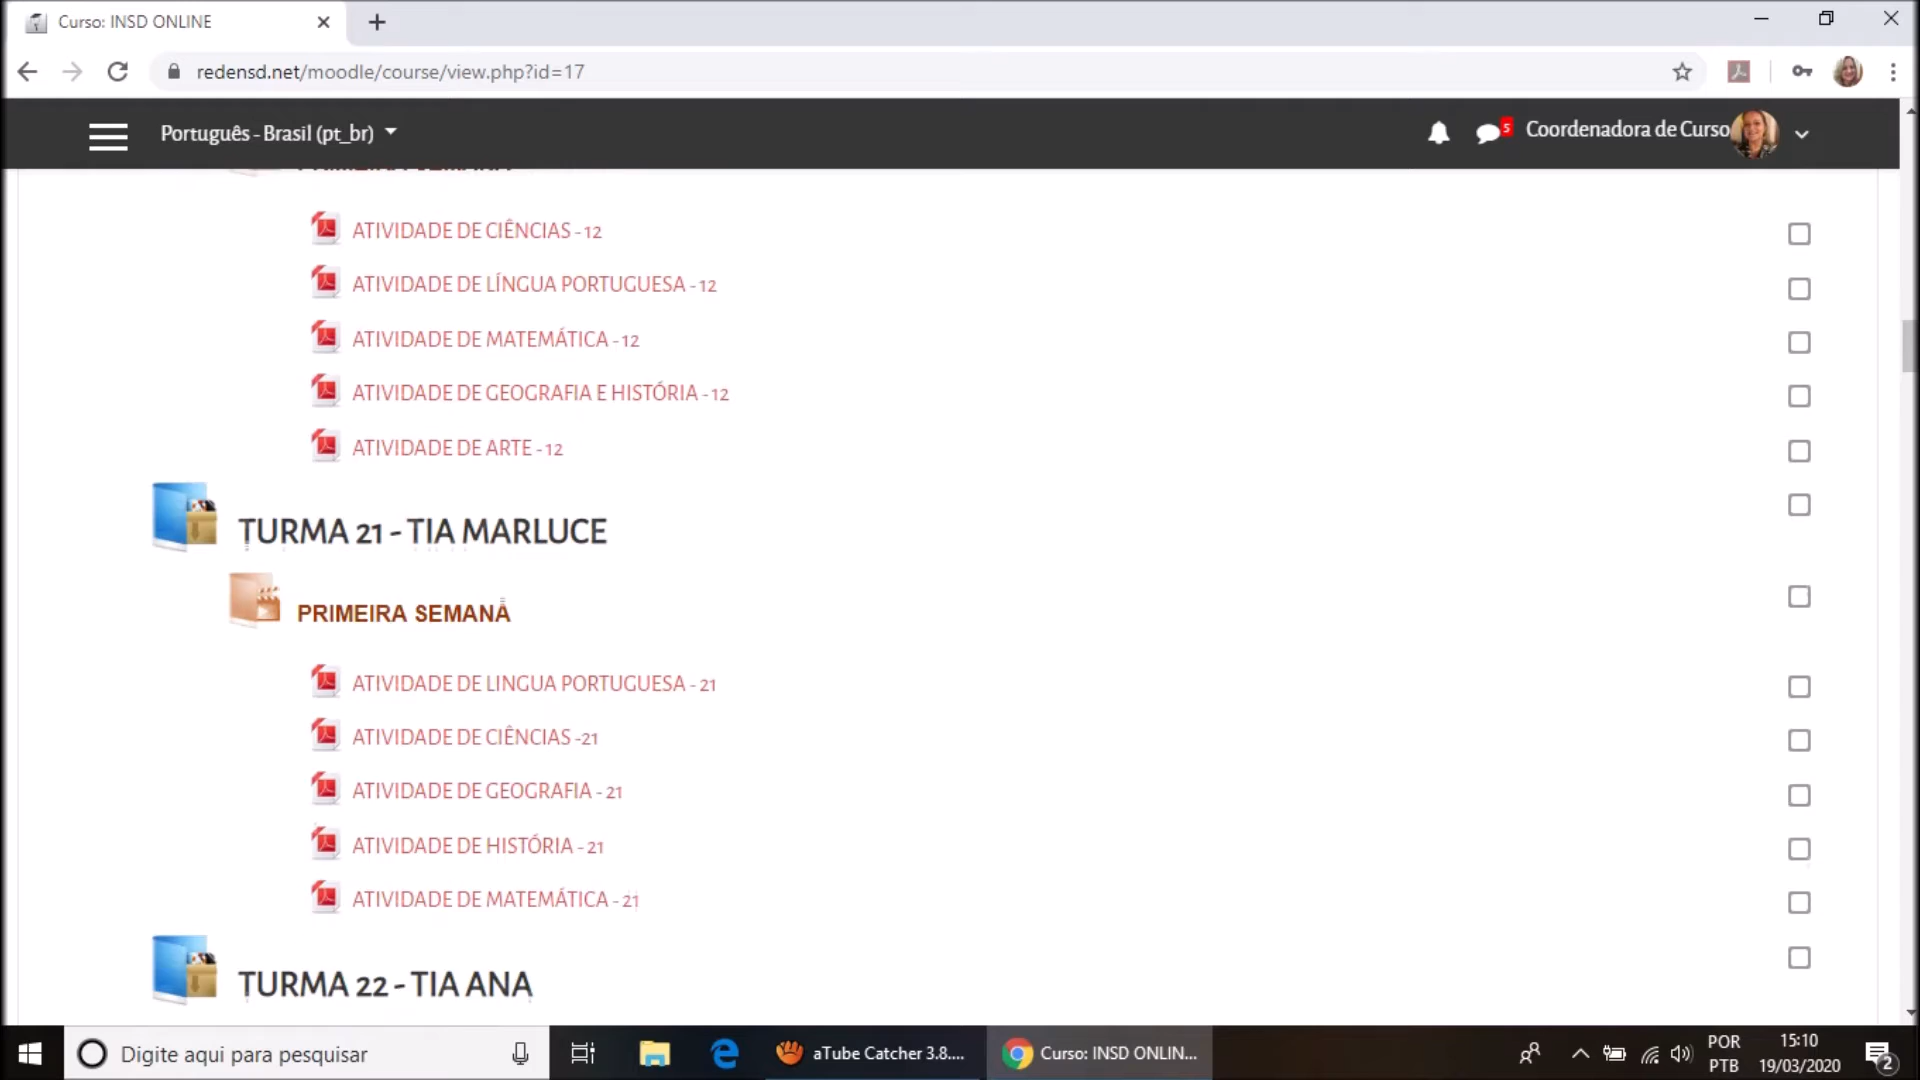 Curso: INSD ONLINE
redensd.net/moodle/course/view.php?id=17
Português - Brasil (pt_br)
5
Coordenadora de Curso
PRIMEIRA SEMANA
ATIVIDADE DE CIÊNCIAS - 12
ATIVIDADE DE LÍNGUA PORTUGUESA - 12
ATIVIDADE DE MATEMÁTICA - 12
ATIVIDADE DE GEOGRAFIA E HISTÓRIA - 12
ATIVIDADE DE ARTE - 12
TURMA 21 - TIA MARLUCE
PRIMEIRA SEMANA
ATIVIDADE DE LINGUA PORTUGUESA - 21
ATIVIDADE DE CIÊNCIAS -21
ATIVIDADE DE GEOGRAFIA - 21
ATIVIDADE DE HISTÓRIA - 21
ATIVIDADE DE MATEMÁTICA - 21
TURMA 22 - TIA ANA
Digite aqui para pesquisar
aTube Catcher 3.8....
Curso: INSD ONLIN...
POR
PTB
15:10
19/03/2020
2